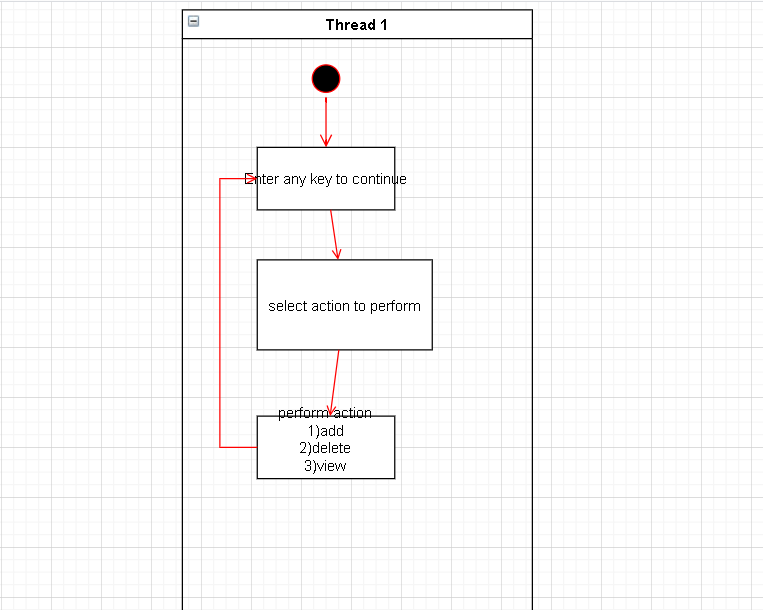 Thread 1
Enter any key to continue
select action to perform
perform action
1)add
2)delete
3)view